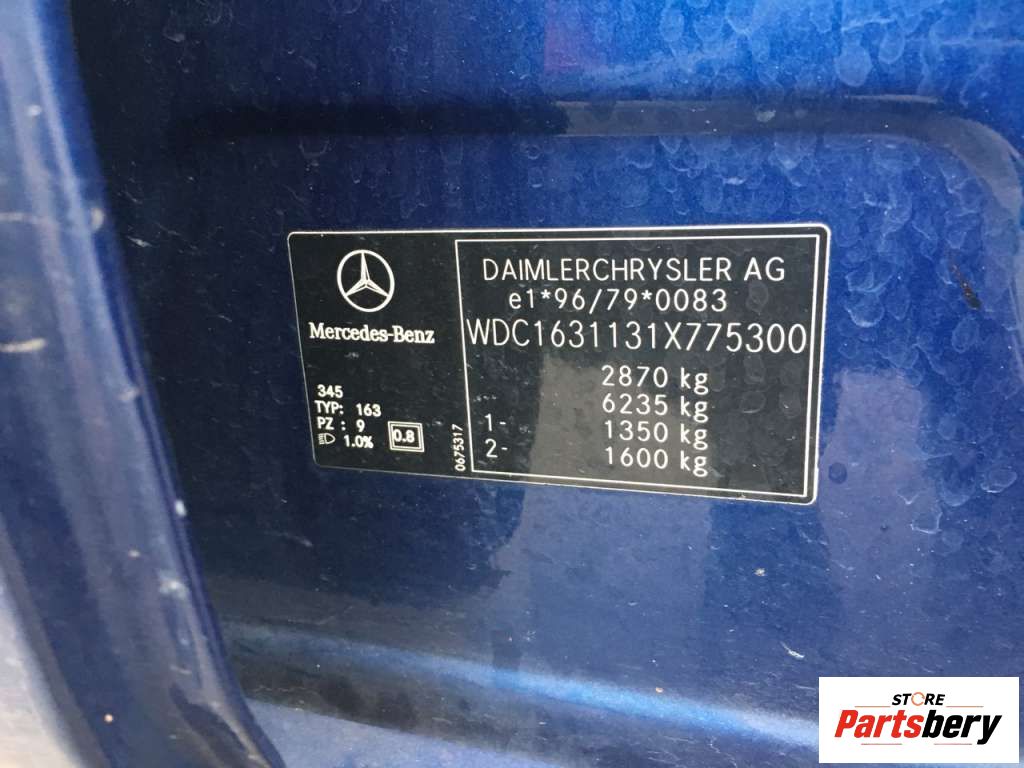 Mercedes-Benz
345
TYP: 163
PZ : 9
1.0%
0.8
0675317
DAIMLERCHRYSLER AG
e1*96/79*0083
WDC1631131X775300
2870 kg
6235 kg
1- 1350 kg
2- 1600 kg
STORE
Partsbery